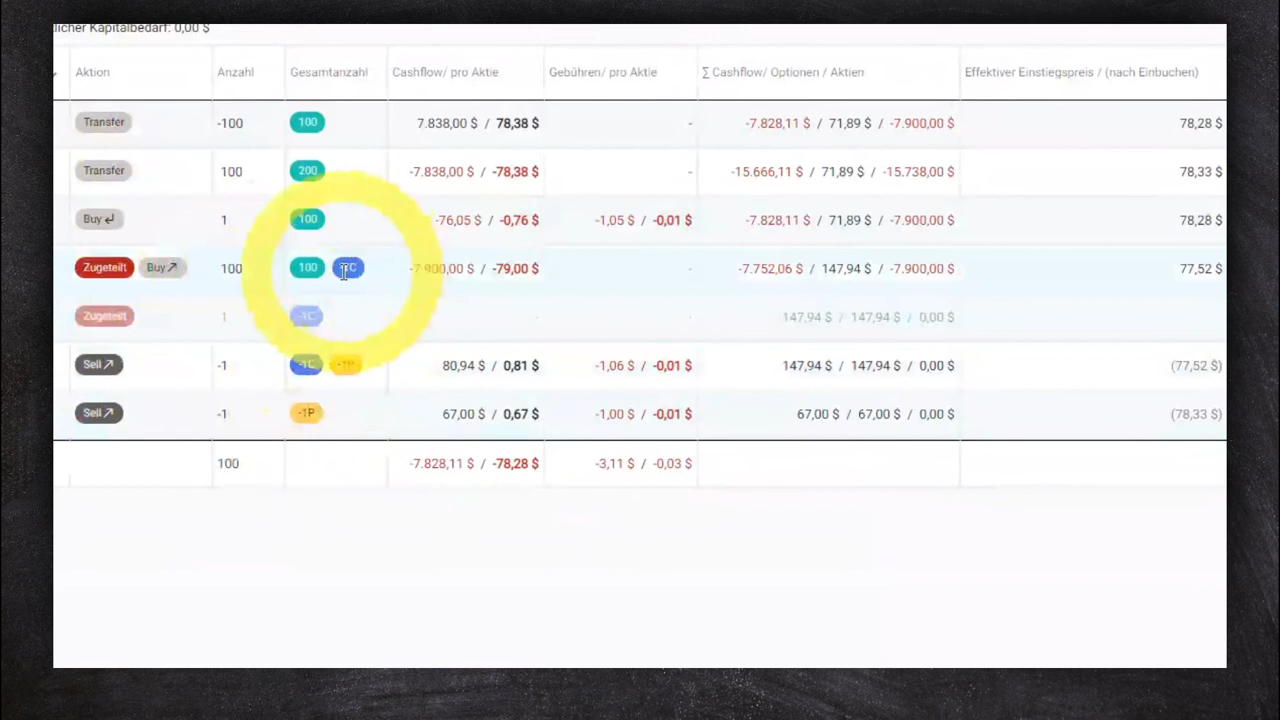 licher Kapitalbedarf: 0,00 $
Aktion Anzahl Gesamtanzahl Cashflow/ pro Aktie Gebühren/ pro Aktie ∑ Cashflow/ Optionen / Aktien Effektiver Einstiegspreis / (nach Einbuchen)
Transfer -100 100 7.838,00 $ / 78,38 $ - -7.828,11 $ / 71,89 $ / -7.900,00 $ 78,28 $
Transfer 100 200 -7.838,00 $ / -78,38 $ - -15.666,11 $ / 71,89 $ / -15.738,00 $ 78,33 $
Buy ↵ 1 100 -76,05 $ / -0,76 $ -1,05 $ / -0,01 $ -7.828,11 $ / 71,89 $ / -7.900,00 $ 78,28 $
Zugeteilt Buy ↗ 100 100 -7.900,00 $ / -79,00 $ - -7.752,06 $ / 147,94 $ / -7.900,00 $ 77,52 $
Zugeteilt 1 -1C - - 147,94 $ / 147,94 $ / 0,00 $
Sell ↗ -1 -1C -1P 80,94 $ / 0,81 $ -1,06 $ / -0,01 $ 147,94 $ / 147,94 $ / 0,00 $ (77,52 $)
Sell ↗ -1 -1P 67,00 $ / 0,67 $ -1,00 $ / -0,01 $ 67,00 $ / 67,00 $ / 0,00 $ (78,33 $)
100 -7.828,11 $ / -78,28 $ -3,11 $ / -0,03 $